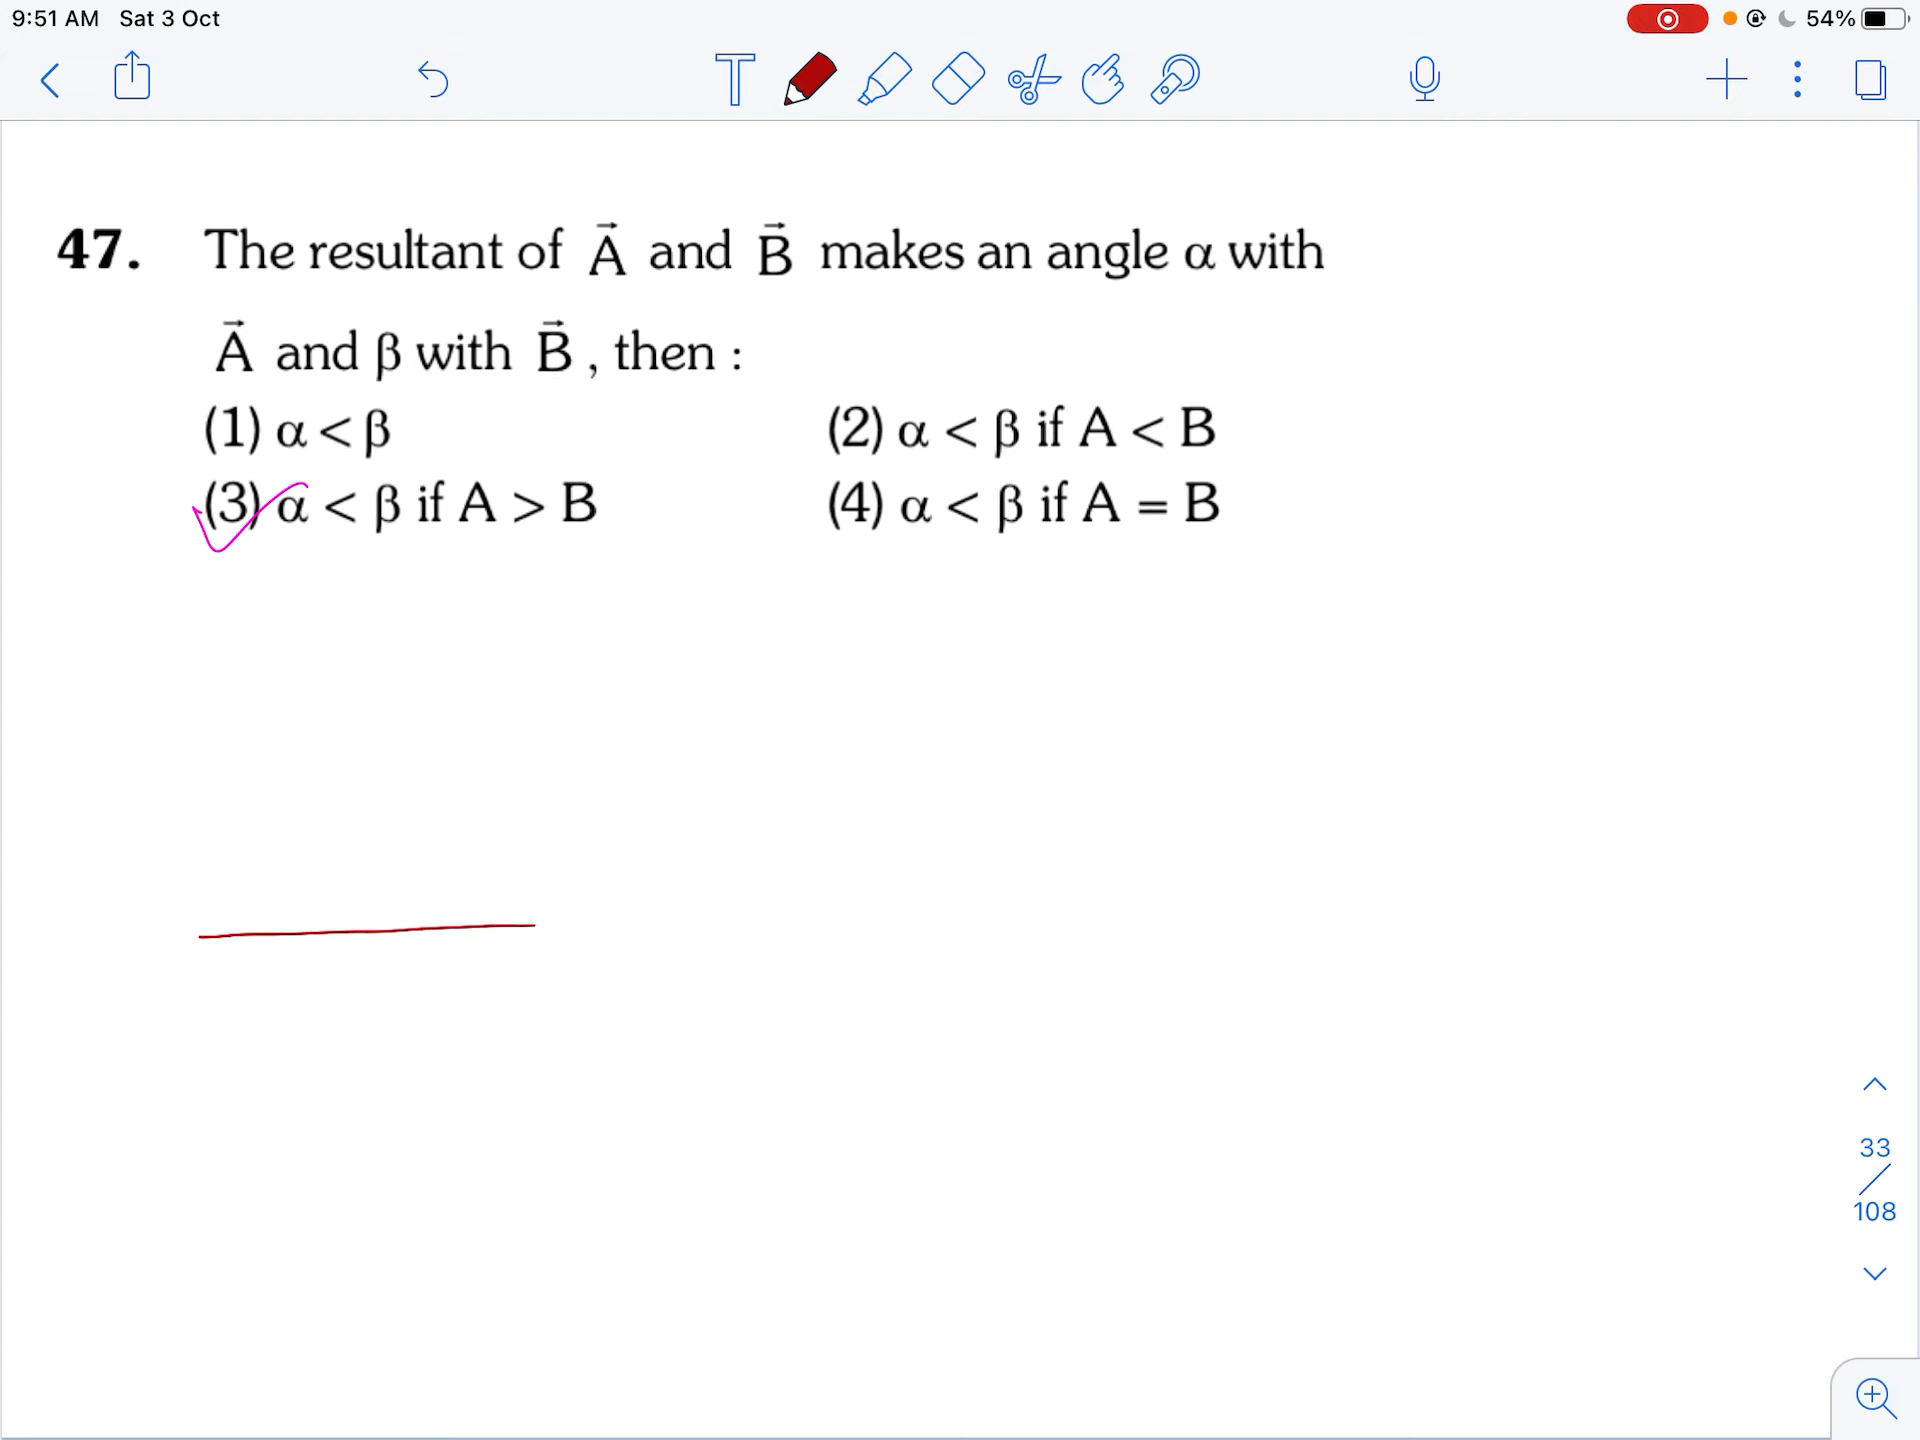 9:51 AM Sat 3 Oct
54%
47. The resultant of A⃗ and B⃗ makes an angle α with
A⃗ and β with B⃗ , then :
(1) α < β (2) α < β if A < B
(3) α < β if A > B (4) α < β if A = B
33
108